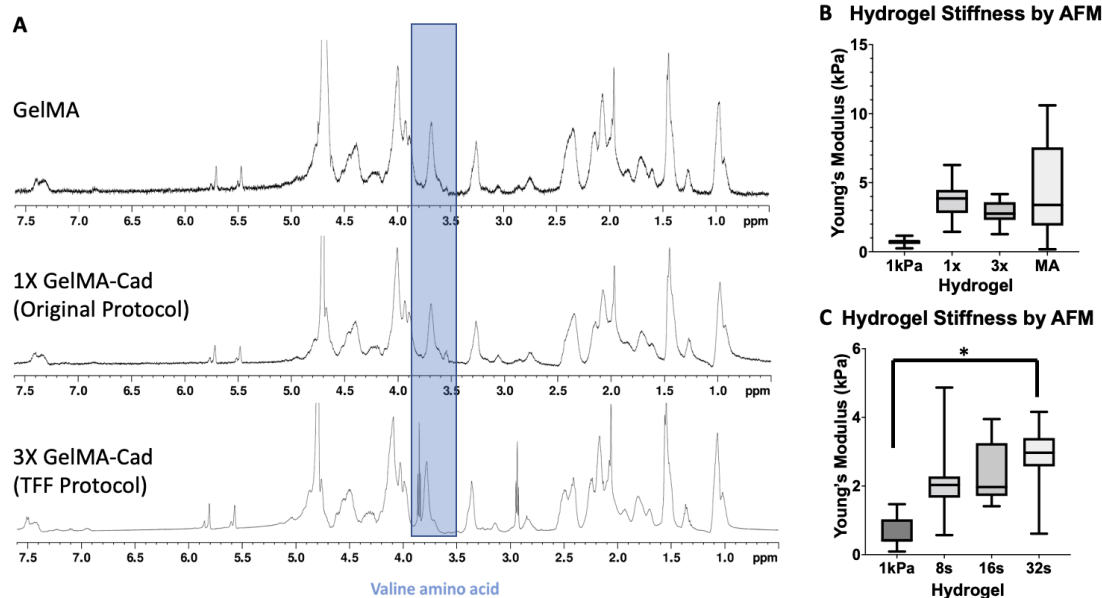 A
GelMA
7.5 6.5 6.0 5.5 5.0 4.5 4.0 3.5 3.0 2.5 2.0 1.5 1.0 ppm
1X GelMA-Cad
(Original Protocol)
7.5 6.5 6.0 5.5 5.0 4.5 4.0 3.5 3.0 2.5 2.0 1.5 1.0 ppm
3X GelMA-Cad
(TFF Protocol)
7.5 6.5 6.0 5.5 5.0 4.5 4.0 3.5 3.0 2.5 2.0 1.5 1.0 ppm
Valine amino acid
B Hydrogel Stiffness by AFM
Young's Modulus (kPa)
15
10
5
0
1kPa 1x 3x MA
Hydrogel
C Hydrogel Stiffness by AFM
Young's Modulus (kPa)
6
4
2
0
*
1kPa 8s 16s 32s
Hydrogel